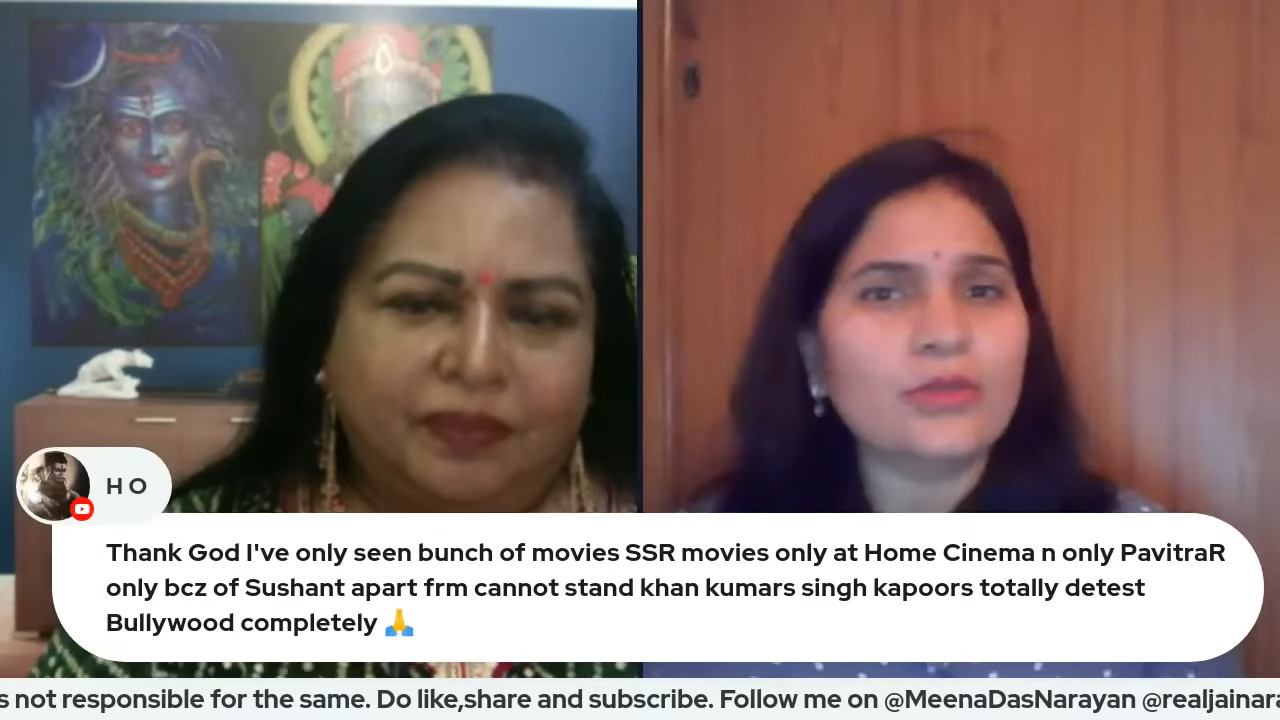 H O
Thank God I've only seen bunch of movies SSR movies only at Home Cinema n only PavitraR
only bcz of Sushant apart frm cannot stand khan kumars singh kapoors totally detest
Bullywood completely 🙏
s not responsible for the same. Do like,share and subscribe. Follow me on @MeenaDasNarayan @realjainara